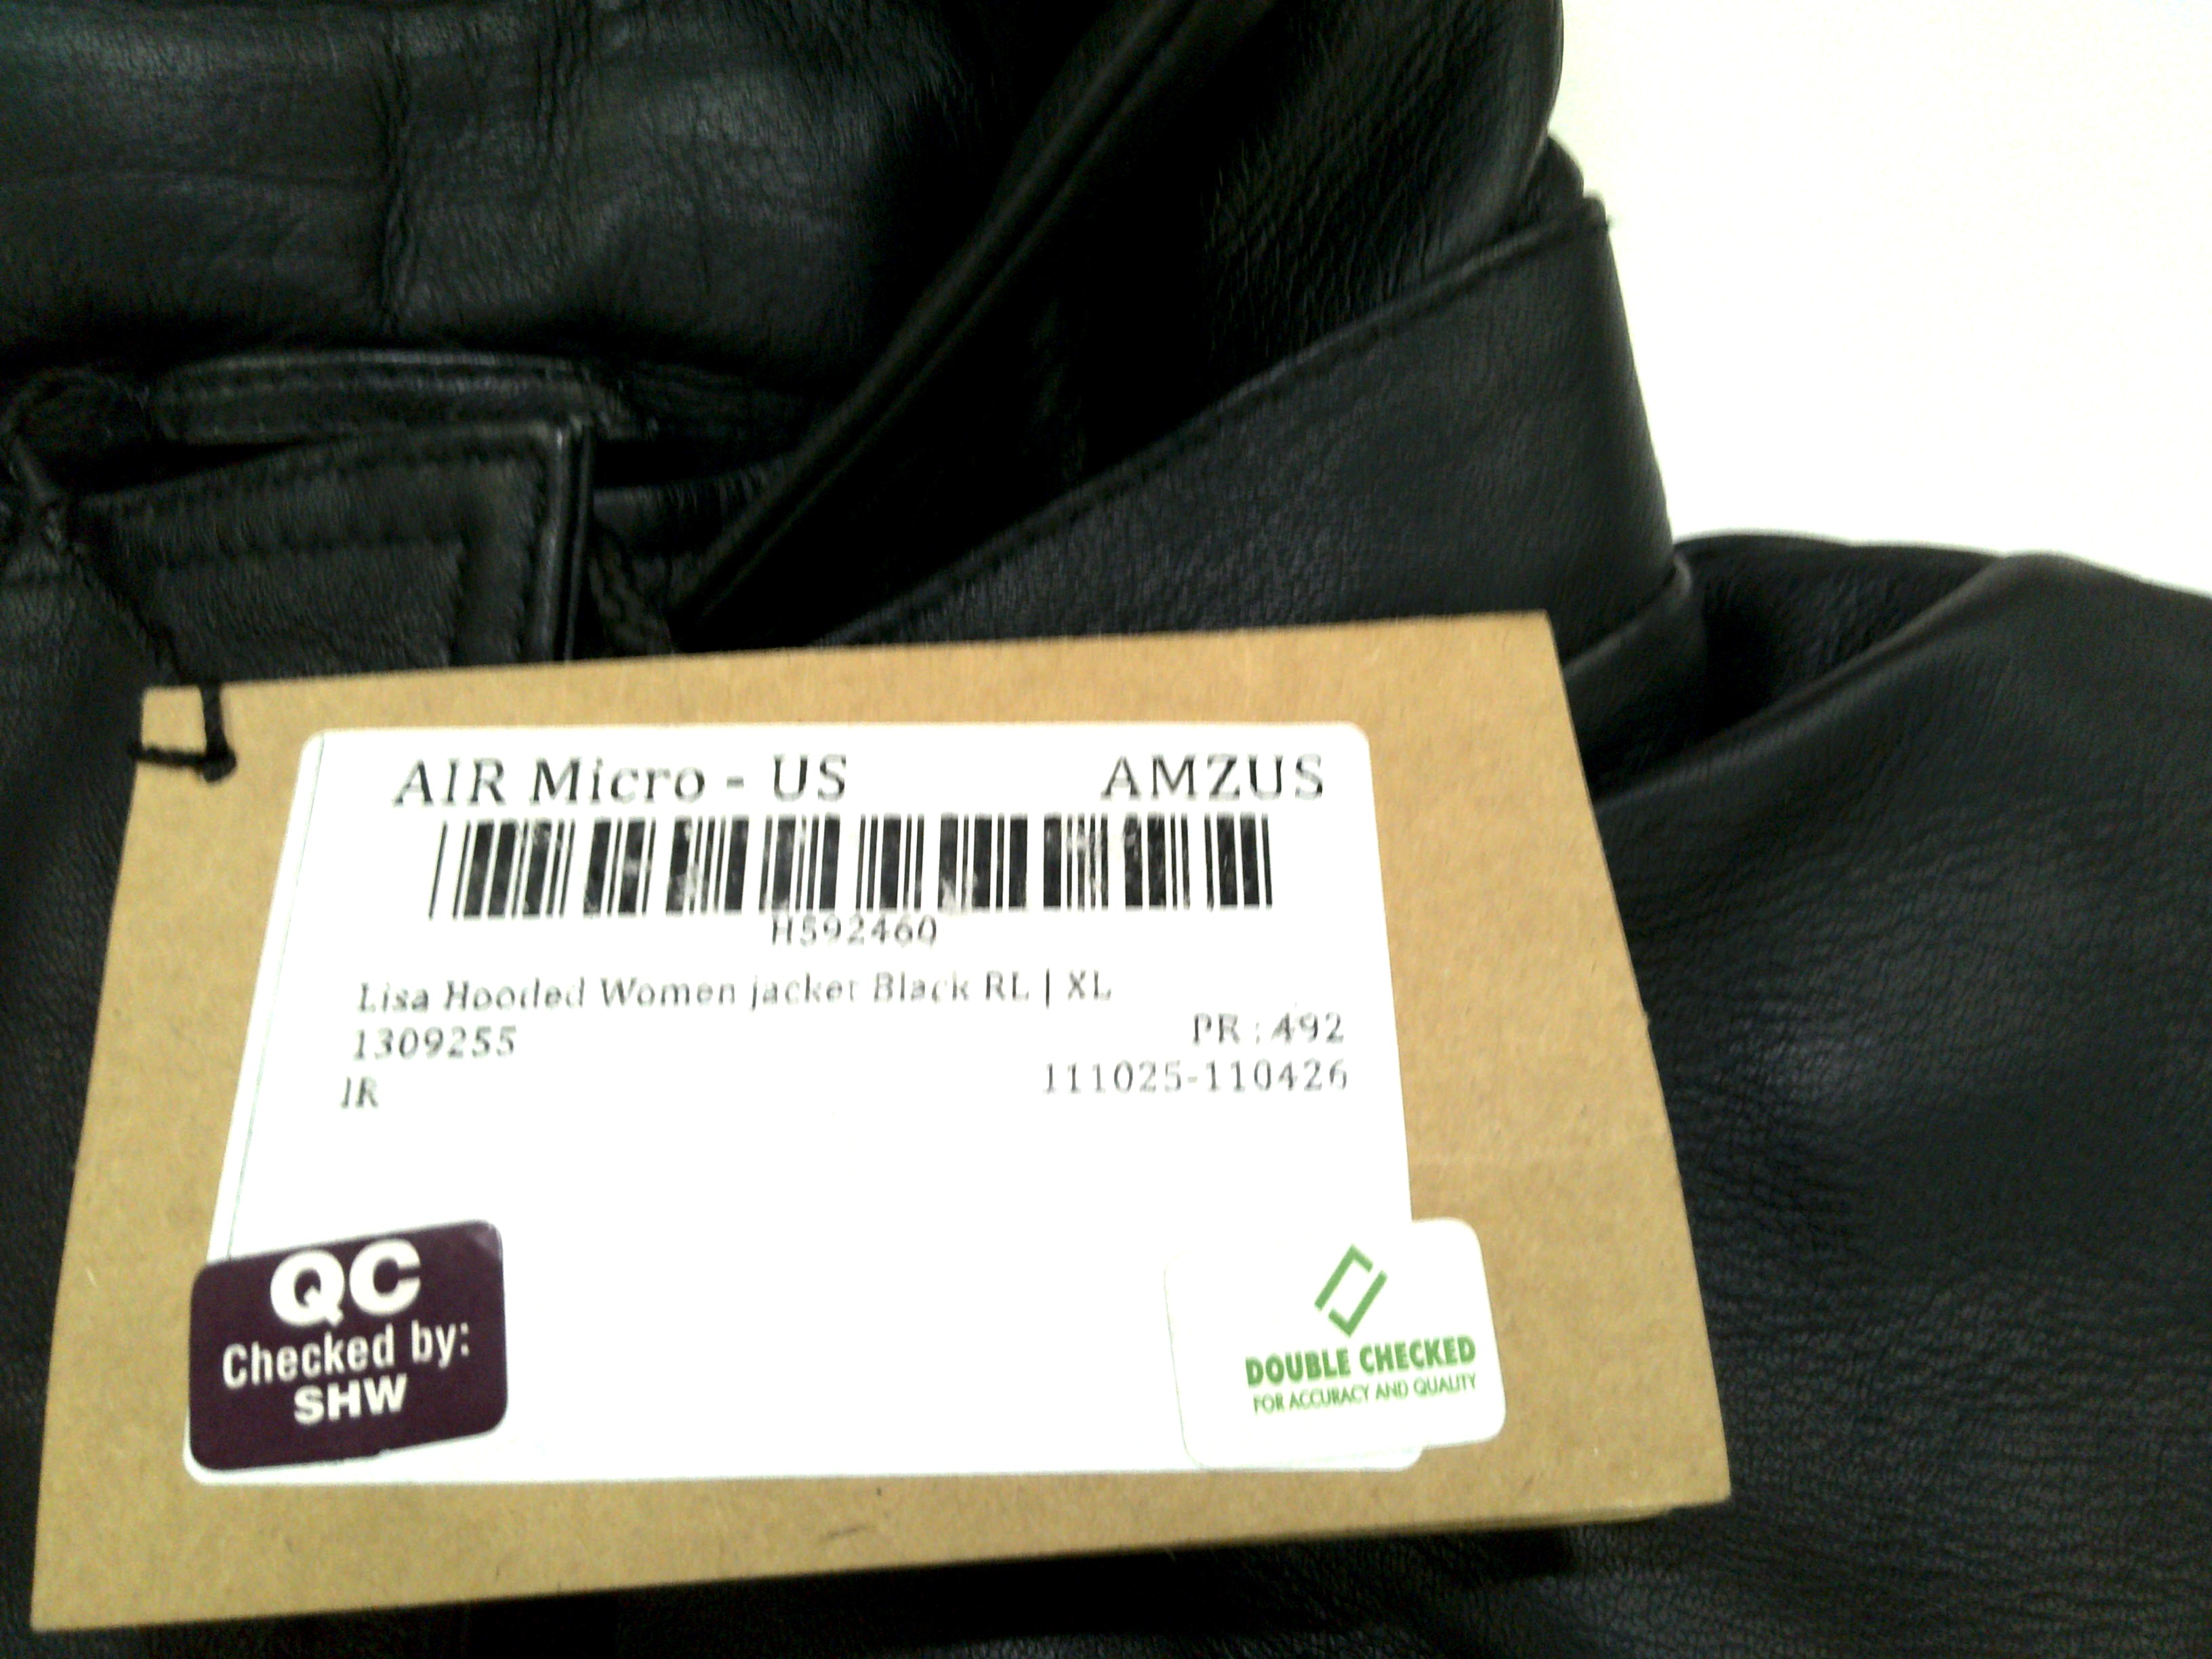 AIR Micro - US AMZUS
H592460
Lisa Hooded Women jacket Black RL | XL
1309255 PR : 492
IR 111025-110426
QC
Checked by:
SHW
DOUBLE CHECKED
FOR ACCURACY AND QUALITY